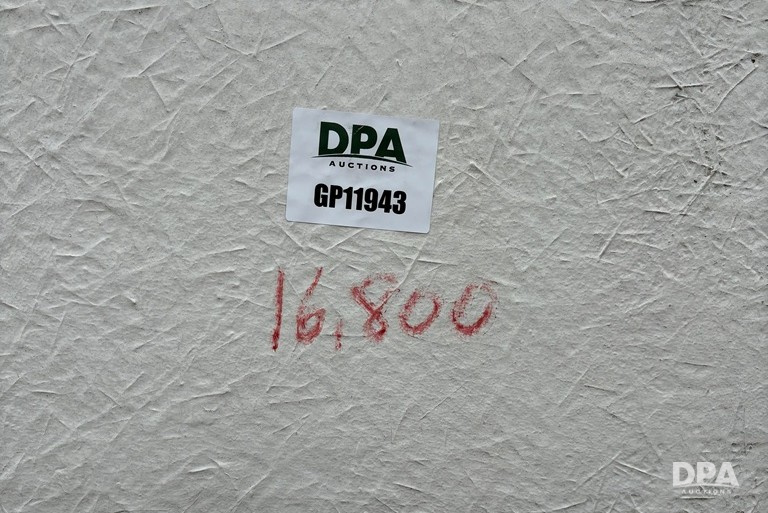 DPA
AUCTIONS
GP11943
16,800
DPA
AUCTIONS